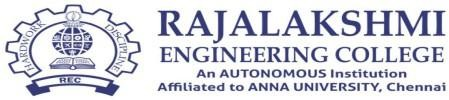 HARDWORK
DISCIPLINE
REC
RAJALAKSHMI
ENGINEERING COLLEGE
An AUTONOMOUS Institution
Affiliated to ANNA UNIVERSITY, Chennai